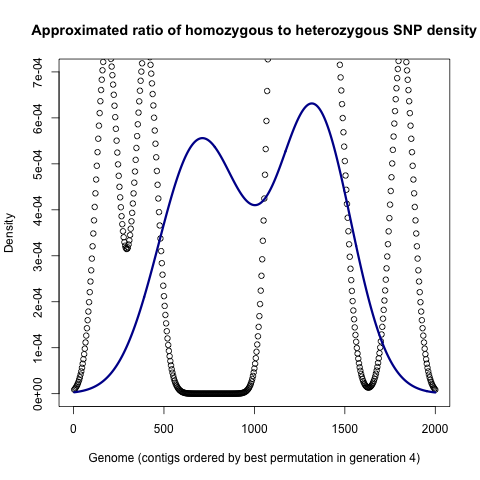 Approximated ratio of homozygous to heterozygous SNP density
Density
7e-04
6e-04
5e-04
4e-04
3e-04
2e-04
1e-04
0e+00
0
500
1000
1500
2000
Genome (contigs ordered by best permutation in generation 4)